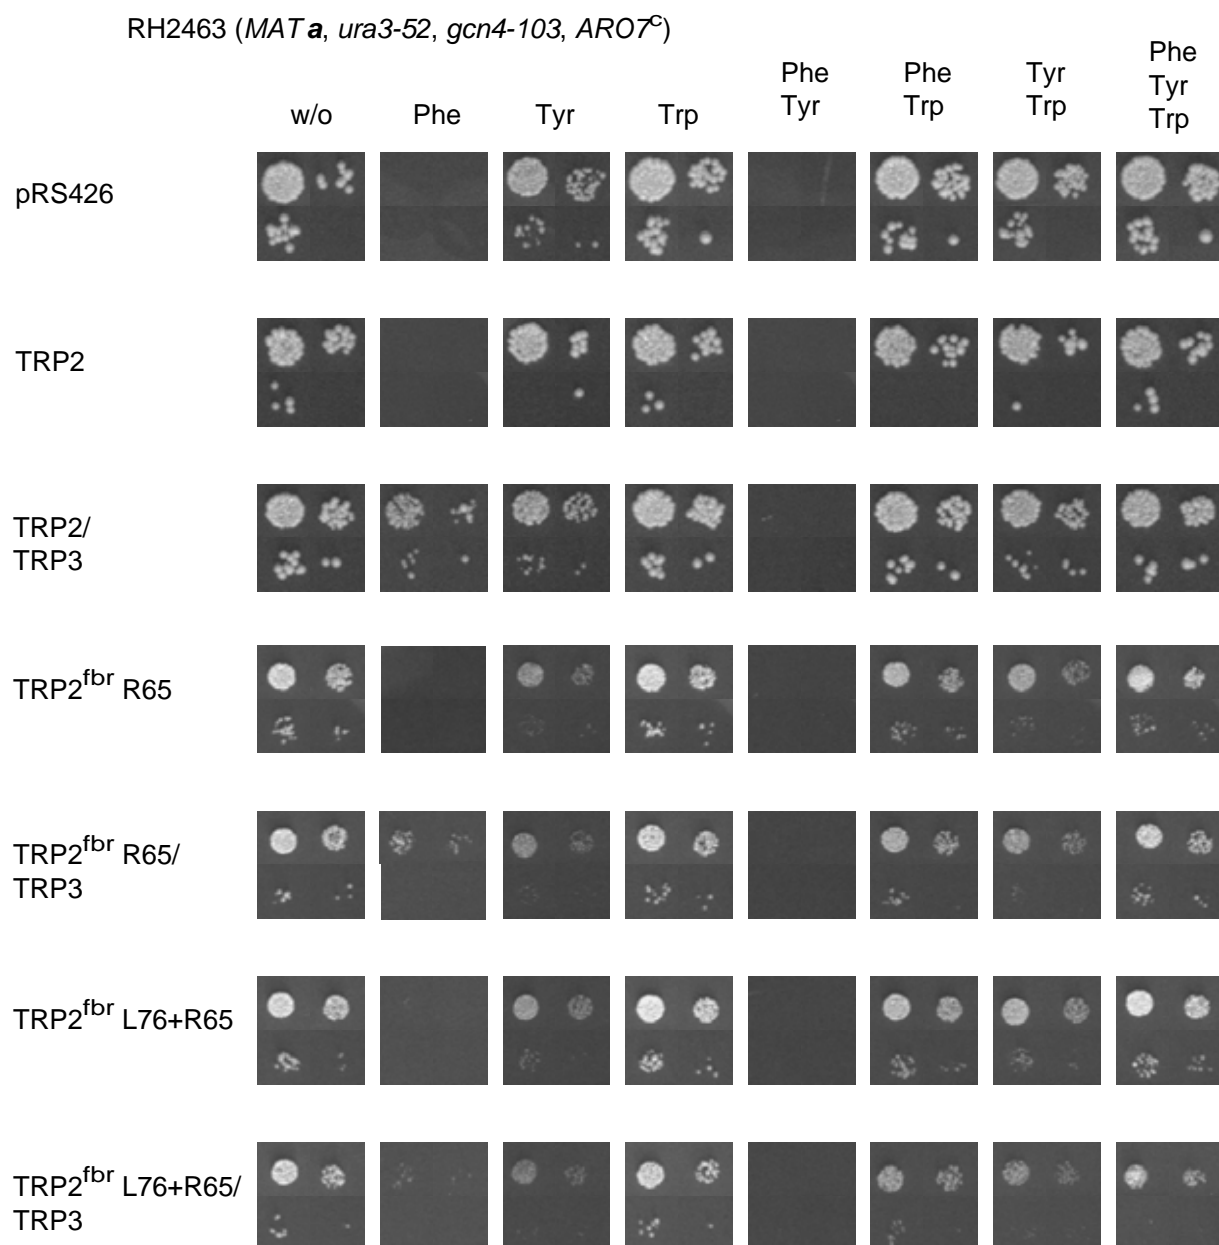 RH2463 (MAT a, ura3-52, gcn4-103, ARO7ᶜ)
w/o
Phe
Tyr
Trp
Phe
Tyr
Phe
Trp
Tyr
Trp
Phe
Tyr
Trp
pRS426
TRP2
TRP2/
TRP3
TRP2fbr R65
TRP2fbr R65/
TRP3
TRP2fbr L76+R65
TRP2fbr L76+R65/
TRP3